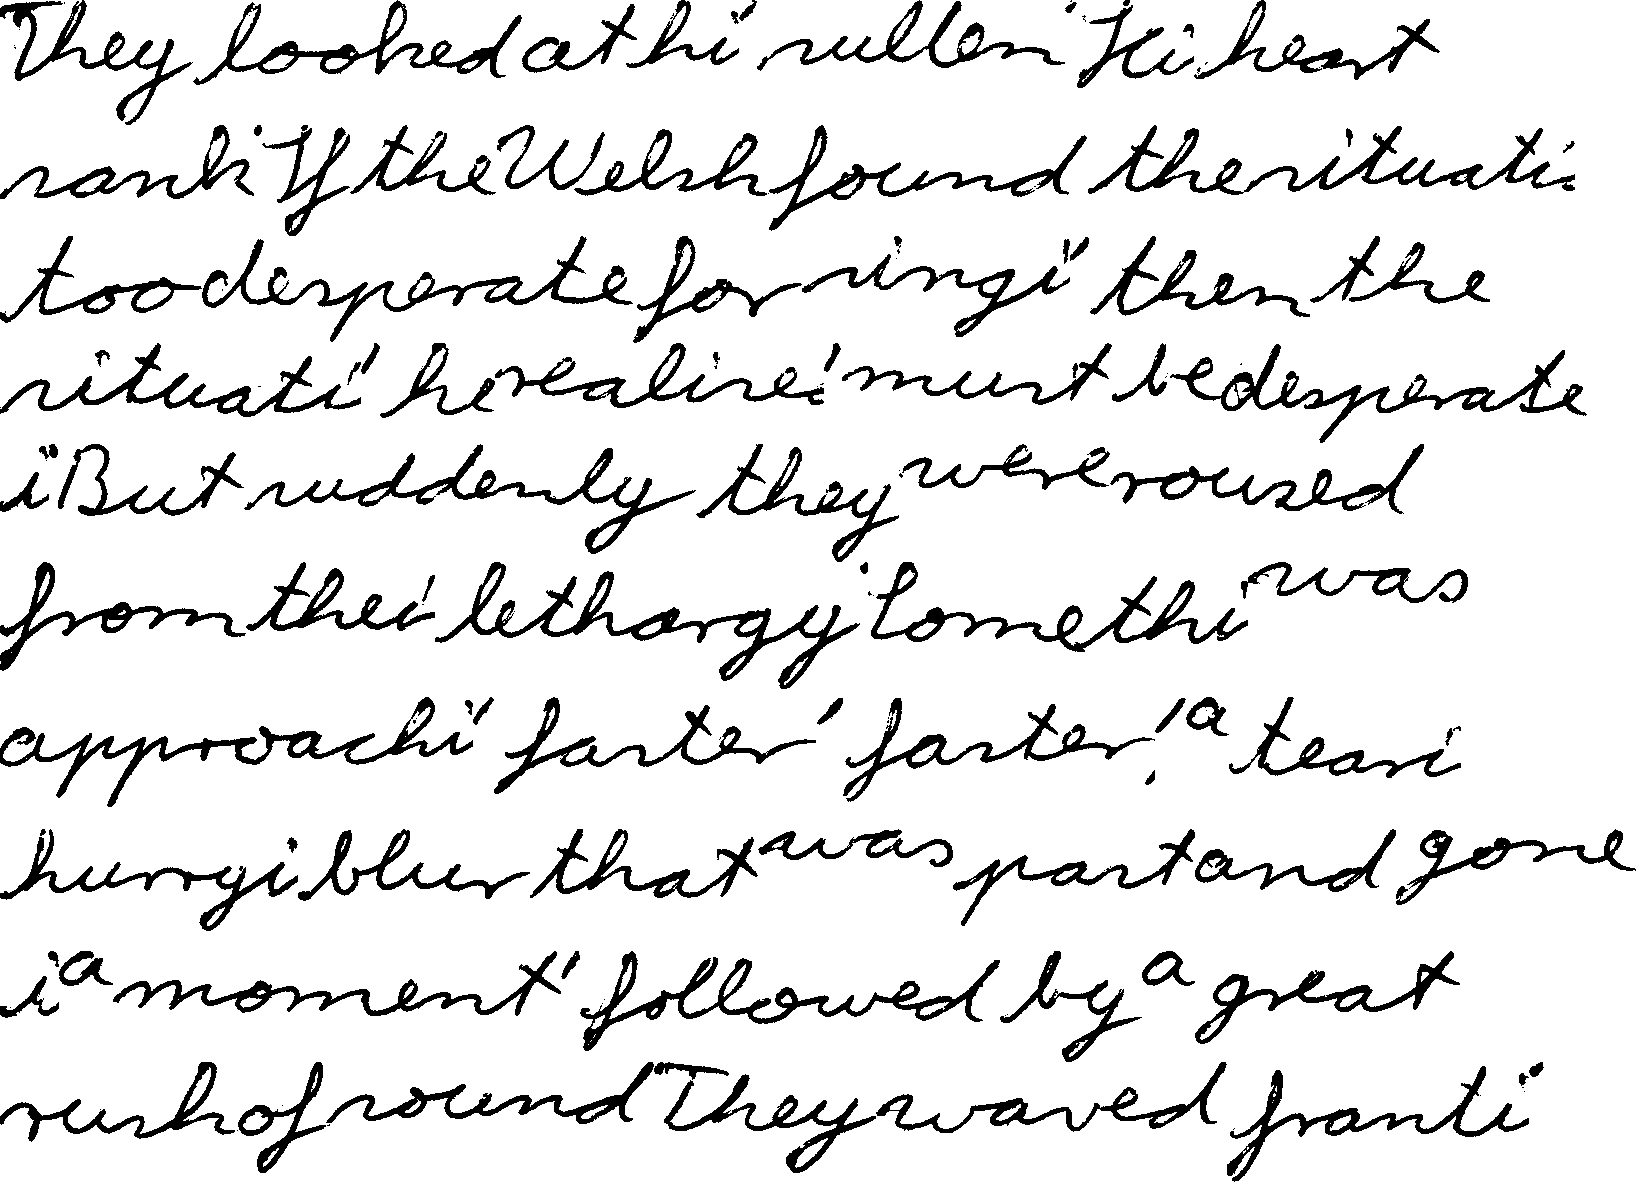 They looked at hi' sullen. Hi heart
sank. If the Welsh found the situati.
too desperate for singi' then the
situati' he realise:' must be desperate
i. But suddenly they were roused
from thei lethargy. Somethi was
approachi' faster' faster!' a teari
hurryi blur that was past and gone
i a moment' followed by a great
rush of sound. They waved franti.